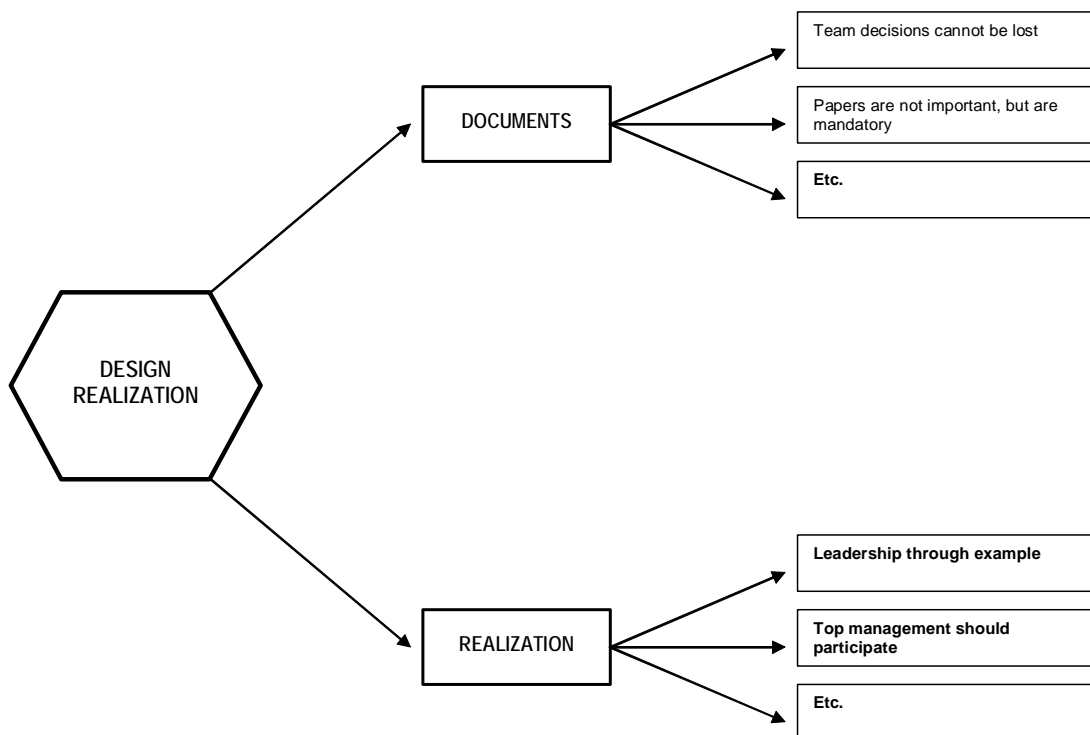 Team decisions cannot be lost
DOCUMENTS
Papers are not important, but are
mandatory
Etc.
DESIGN
REALIZATION
Leadership through example
REALIZATION
Top management should
participate
Etc.